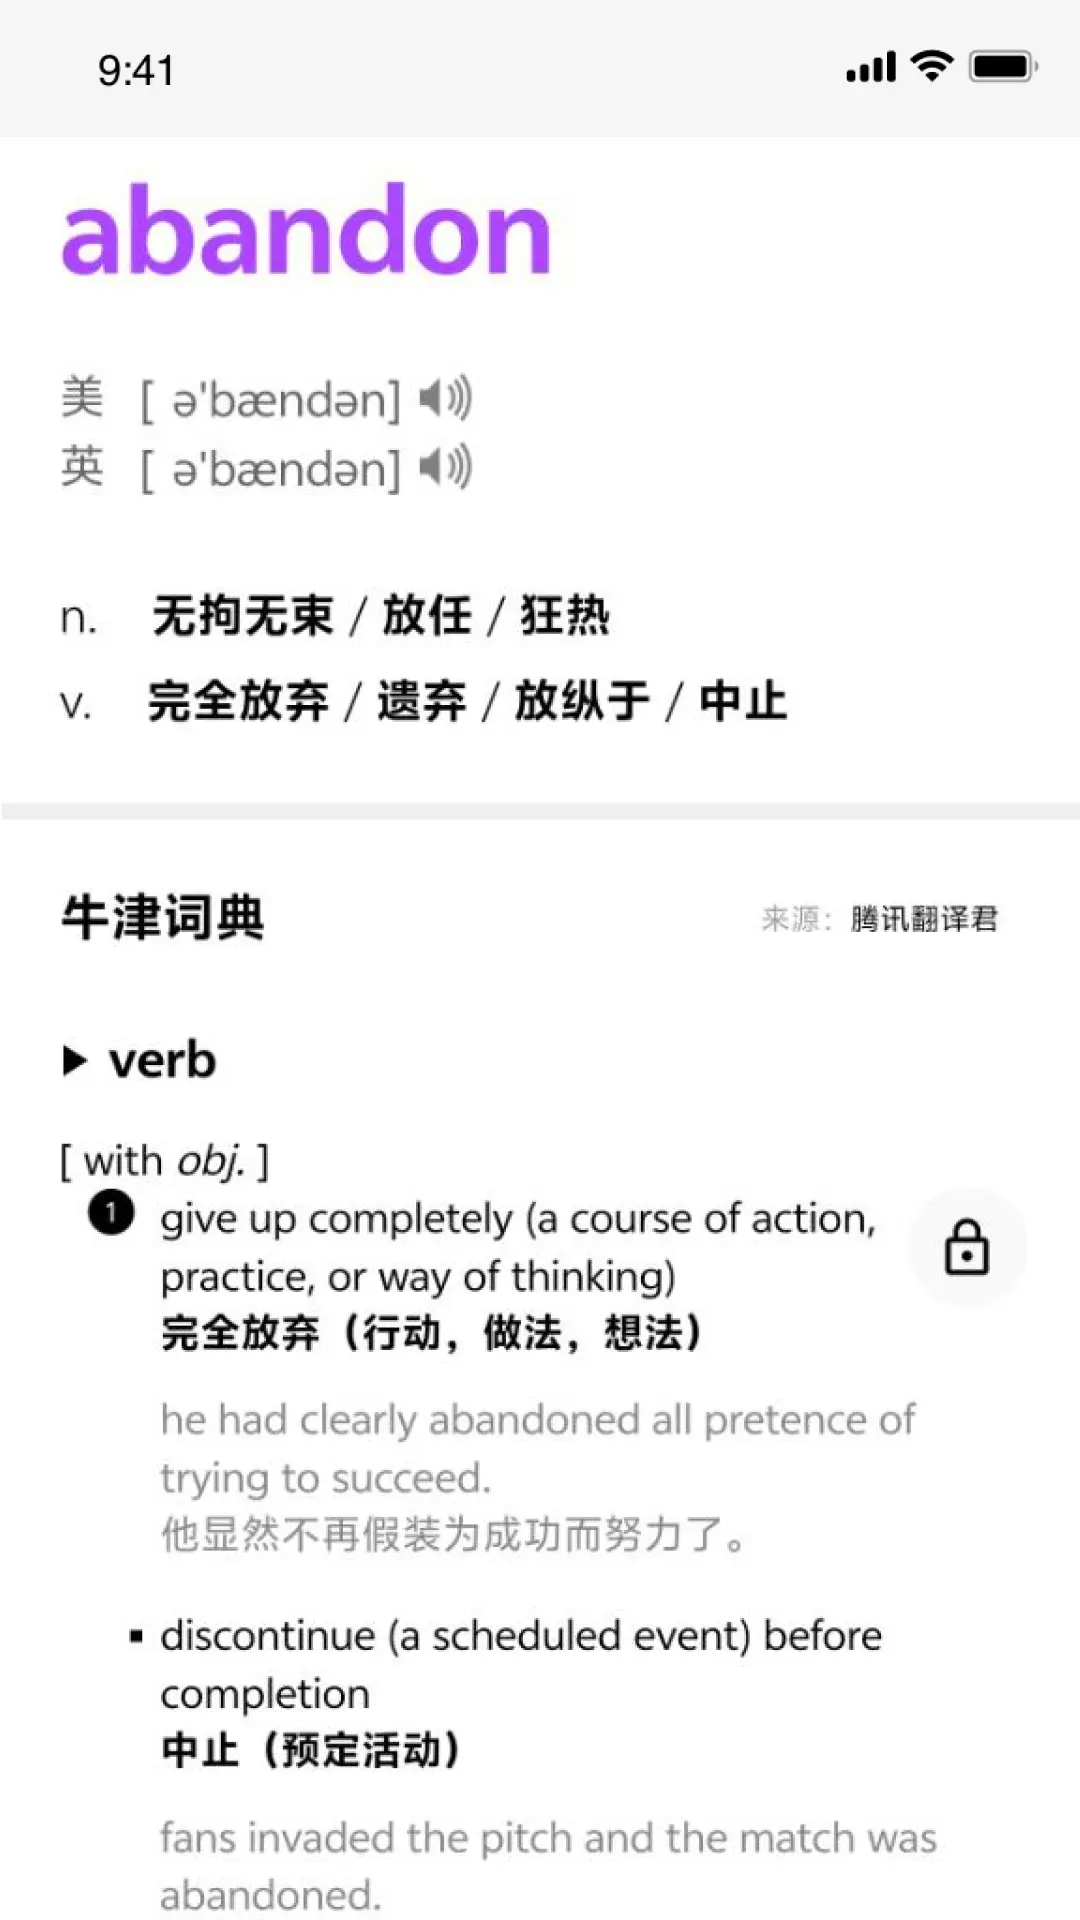 9:41
abandon
美 [ ə'bændən]
英 [ ə'bændən]
n. 无拘无束 / 放任 / 狂热
v. 完全放弃 / 遗弃 / 放纵于 / 中止
牛津词典 来源：腾讯翻译君
▶ verb
[ with obj. ]
1 give up completely (a course of action,
practice, or way of thinking)
完全放弃（行动，做法，想法）
he had clearly abandoned all pretence of
trying to succeed.
他显然不再假装为成功而努力了。
▪ discontinue (a scheduled event) before
completion
中止（预定活动）
fans invaded the pitch and the match was
abandoned.